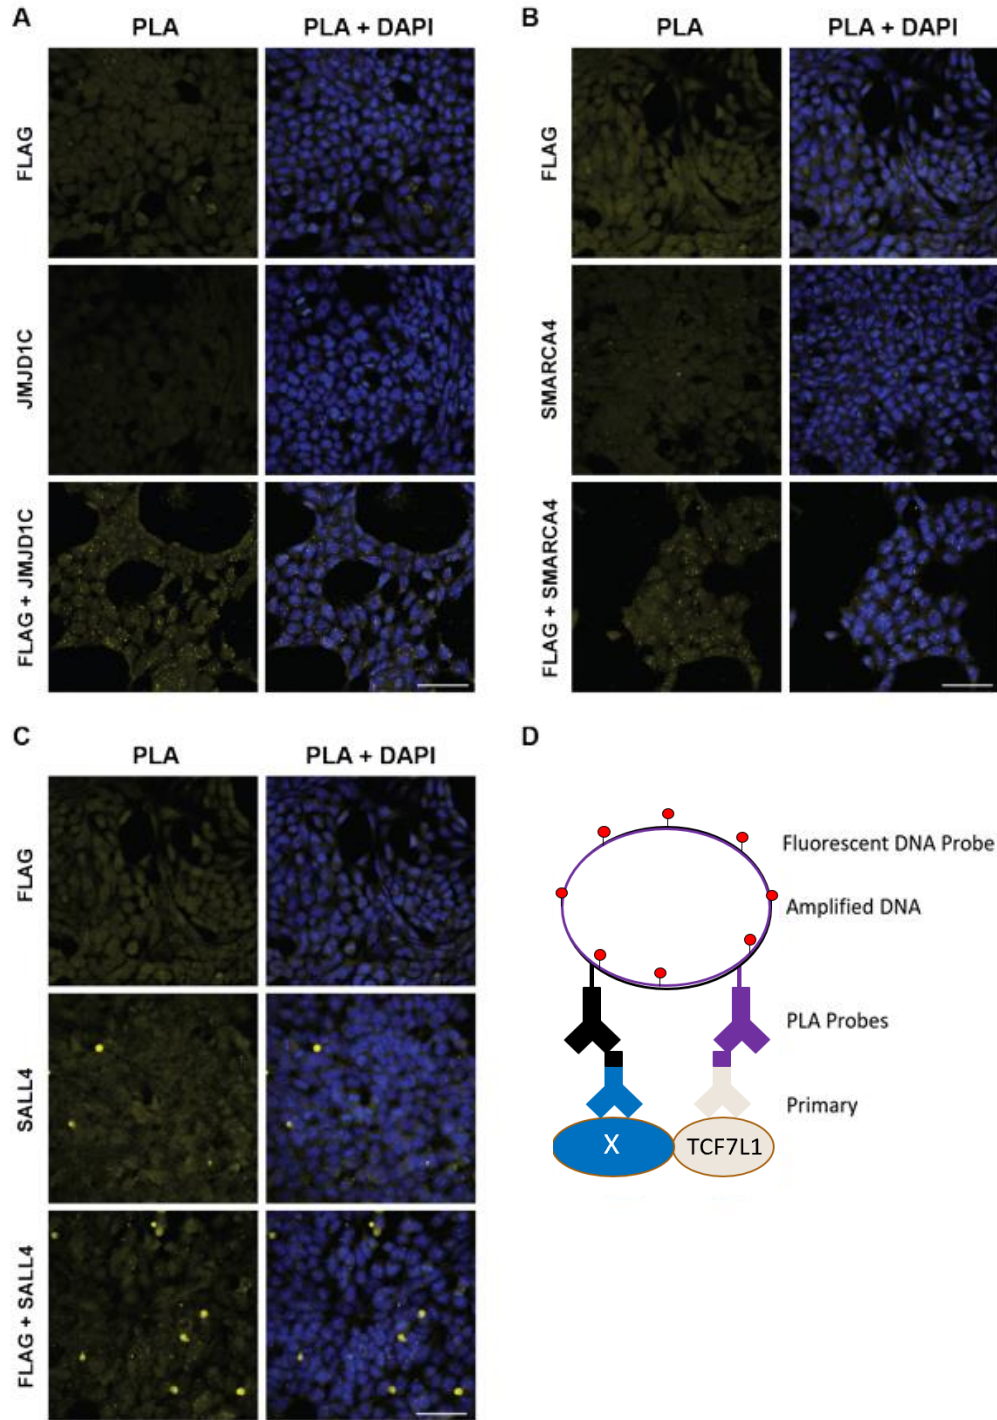 A
PLA
PLA + DAPI
FLAG
JMJD1C
FLAG + JMJD1C
B
PLA
PLA + DAPI
FLAG
SMARCA4
FLAG + SMARCA4
C
PLA
PLA + DAPI
FLAG
SALL4
FLAG + SALL4
D
Fluorescent DNA Probe
Amplified DNA
PLA Probes
Primary
X
TCF7L1